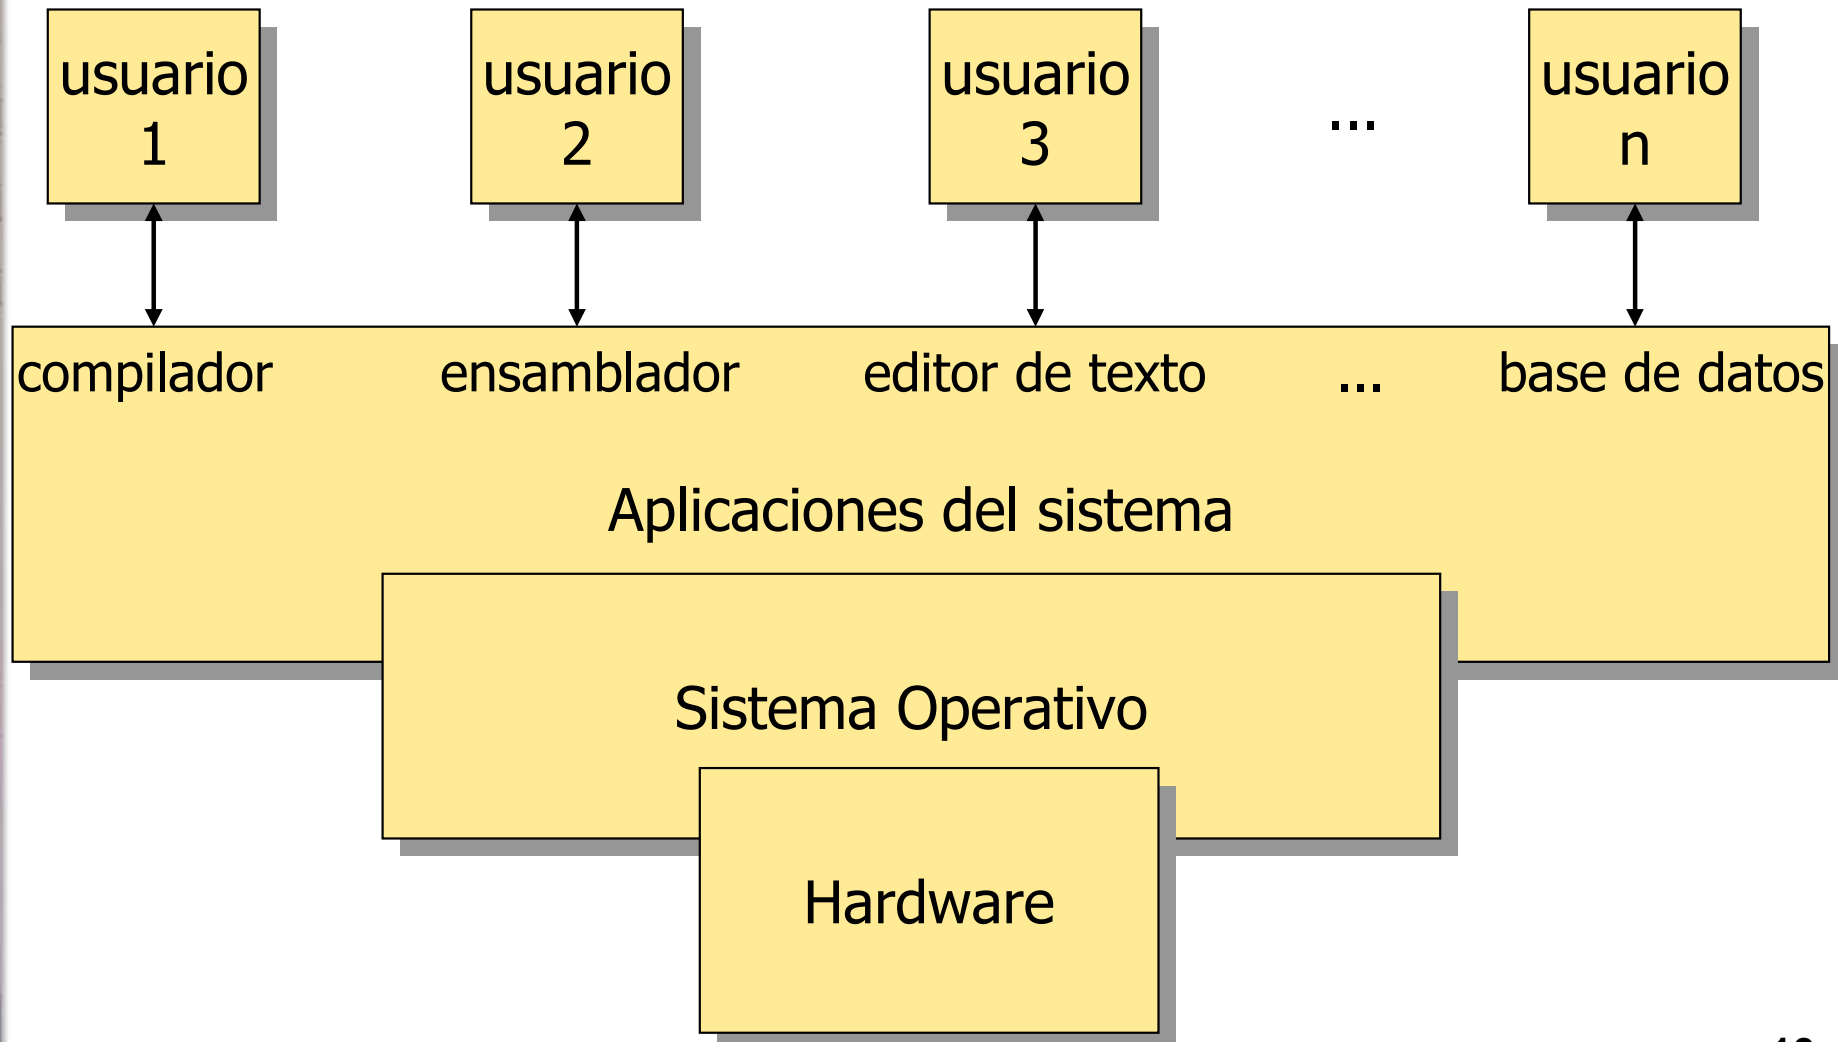 usuario
1
usuario
2
usuario
3
...
usuario
n
compilador ensamblador editor de texto ... base de datos
Aplicaciones del sistema
Sistema Operativo
Hardware